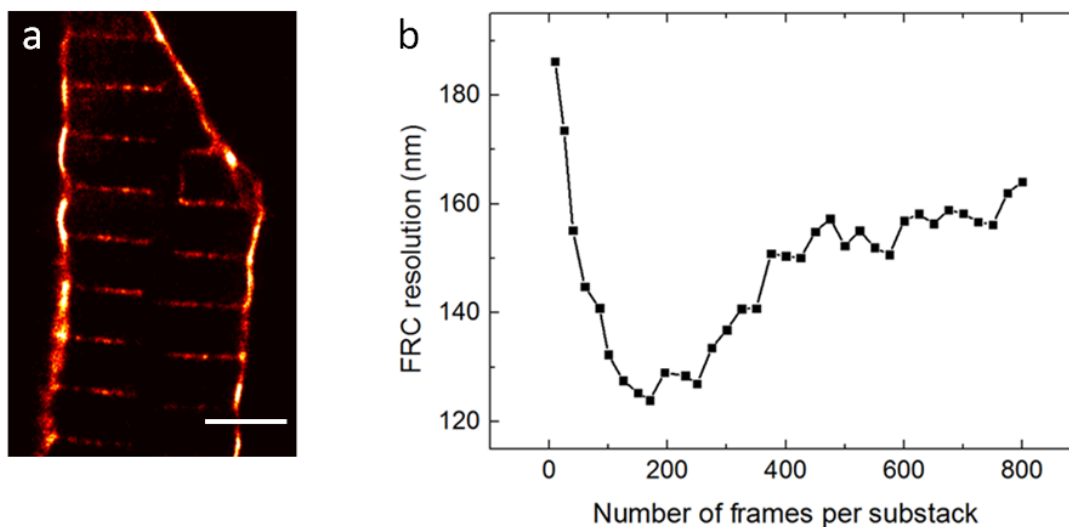 a
b
FRC resolution (nm)
180
160
140
120
0 200 400 600 800
Number of frames per substack